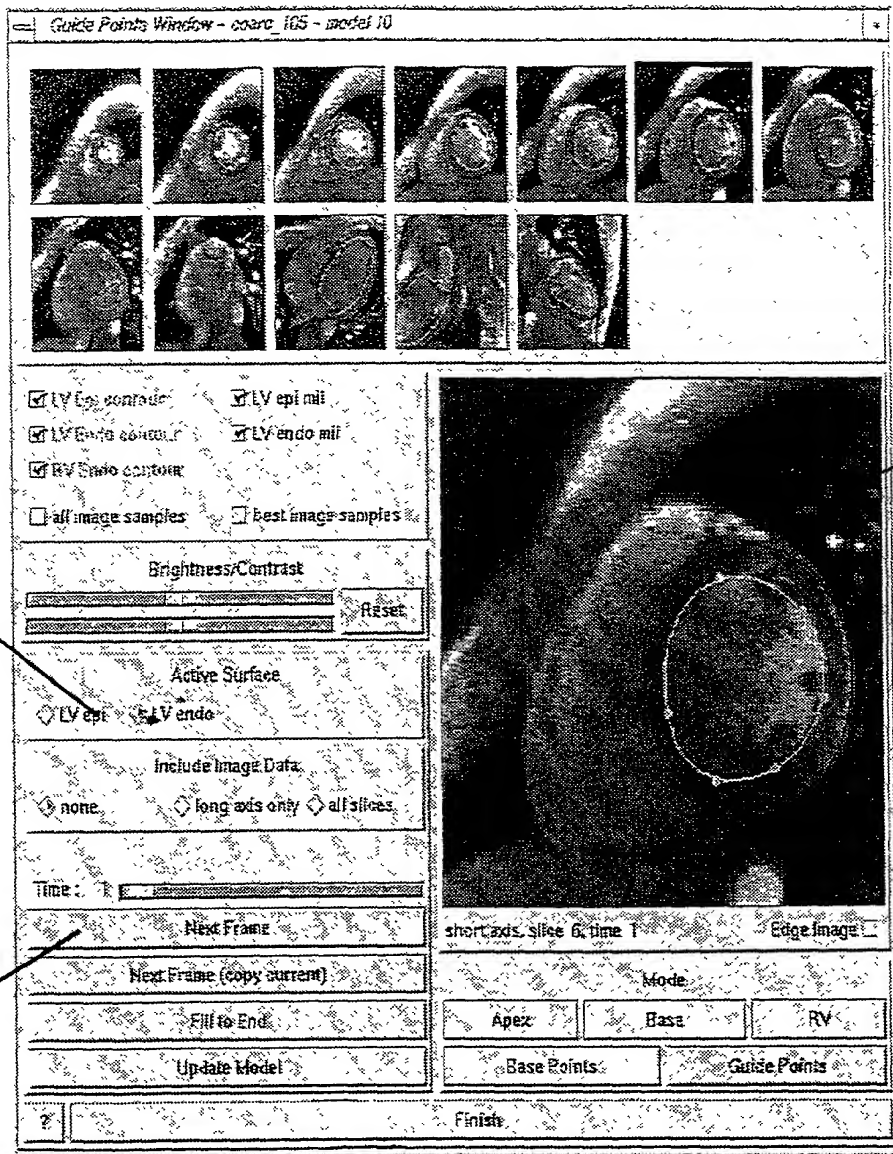 Guide Points Window - coarc_105 - model 10
LV Epi contour LV epi mil
LV Endo contour LV endo mil
RV Endo contour
all image samples best image samples
Brightness/Contrast
Reset
Active Surface
LV epi LV endo
Include Image Data:
none long axis only all slices
Time: 1
Next Frame
Next Frame (copy current)
Fill to End
Update Model
short axis, slice 6, time 1 Edge Image
Mode
Apex Base RV
Base Points Guide Points
? Finish